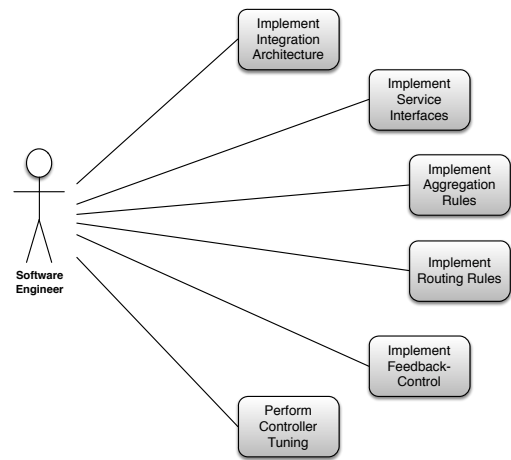 Implement
Integration
Architecture
Implement
Service
Interfaces
Implement
Aggregation
Rules
Software
Engineer
Implement
Routing Rules
Implement
Feedback-
Control
Perform
Controller
Tuning